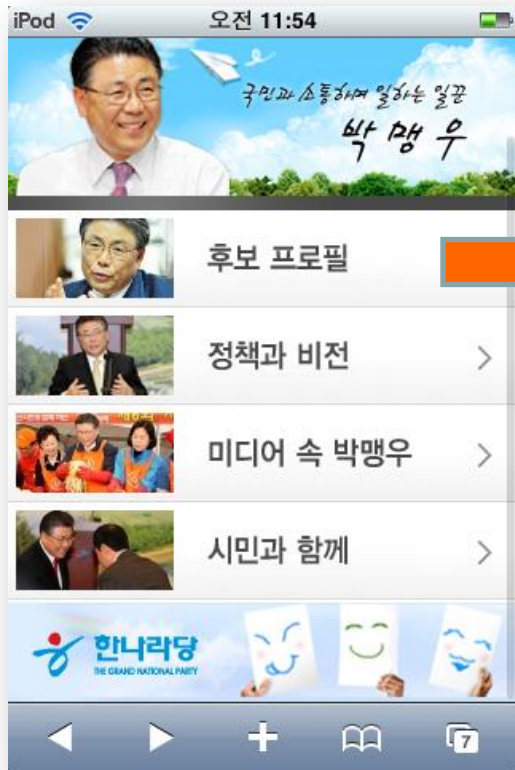 iPod 오전 11:54
국민과 소통하며 일하는 일꾼
박맹우
후보 프로필
정책과 비전
미디어 속 박맹우
시민과 함께
한나라당
THE GRAND NATIONAL PARTY
7